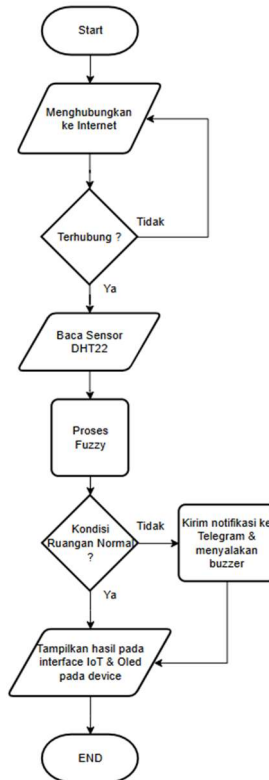 Start
Menghubungkan
ke Internet
Terhubung ?
Tidak
Ya
Baca Sensor
DHT22
Proses
Fuzzy
Kondisi
Ruangan Normal
?
Tidak
Kirim notifikasi ke
Telegram &
menyalakan
buzzer
Ya
Tampilkan hasil pada
interface IoT & Oled
pada device
END